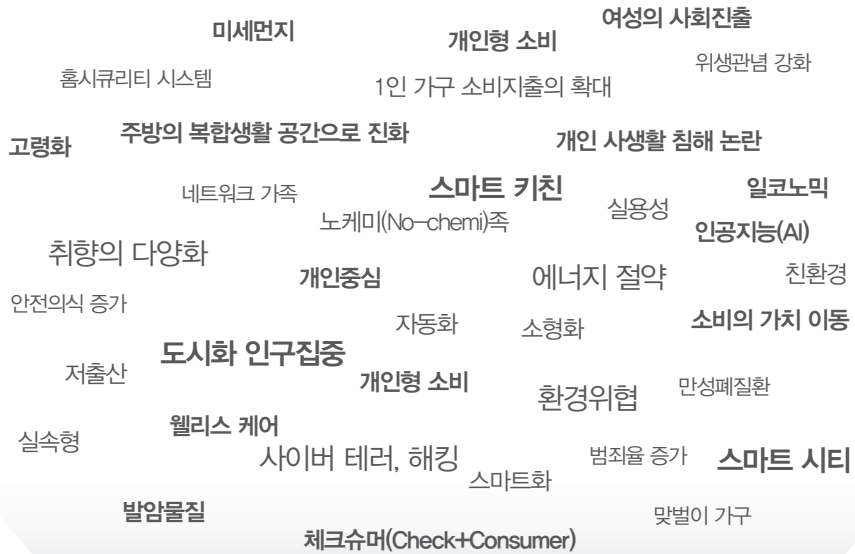 여성의 사회진출
미세먼지
개인형 소비
위생관념 강화
홈시큐리티 시스템
1인 가구 소비지출의 확대
고령화
주방의 복합생활 공간으로 진화
개인 사생활 침해 논란
네트워크 가족
스마트 키친
일코노믹
노케미(No-chemi)족
실용성
인공지능(AI)
취향의 다양화
개인중심
에너지 절약
친환경
안전의식 증가
자동화
소형화
소비의 가치 이동
도시화 인구집중
저출산
개인형 소비
환경위협
만성폐질환
실속형
웰리스 케어
사이버 테러, 해킹
스마트화
범죄율 증가
스마트 시티
발암물질
맞벌이 가구
체크슈머(Check+Consumer)